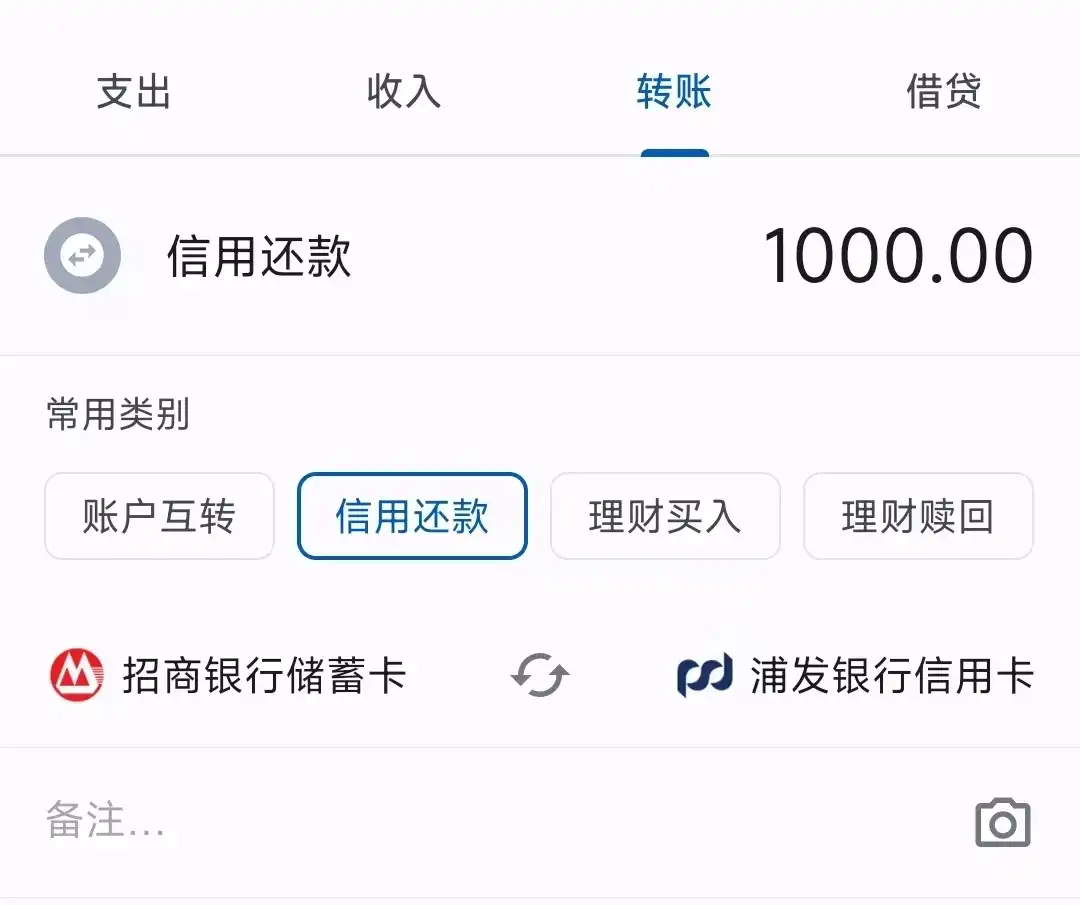 支出 收入 转账 借贷
信用还款 1000.00
常用类别
账户互转 信用还款 理财买入 理财赎回
招商银行储蓄卡 浦发银行信用卡
备注...